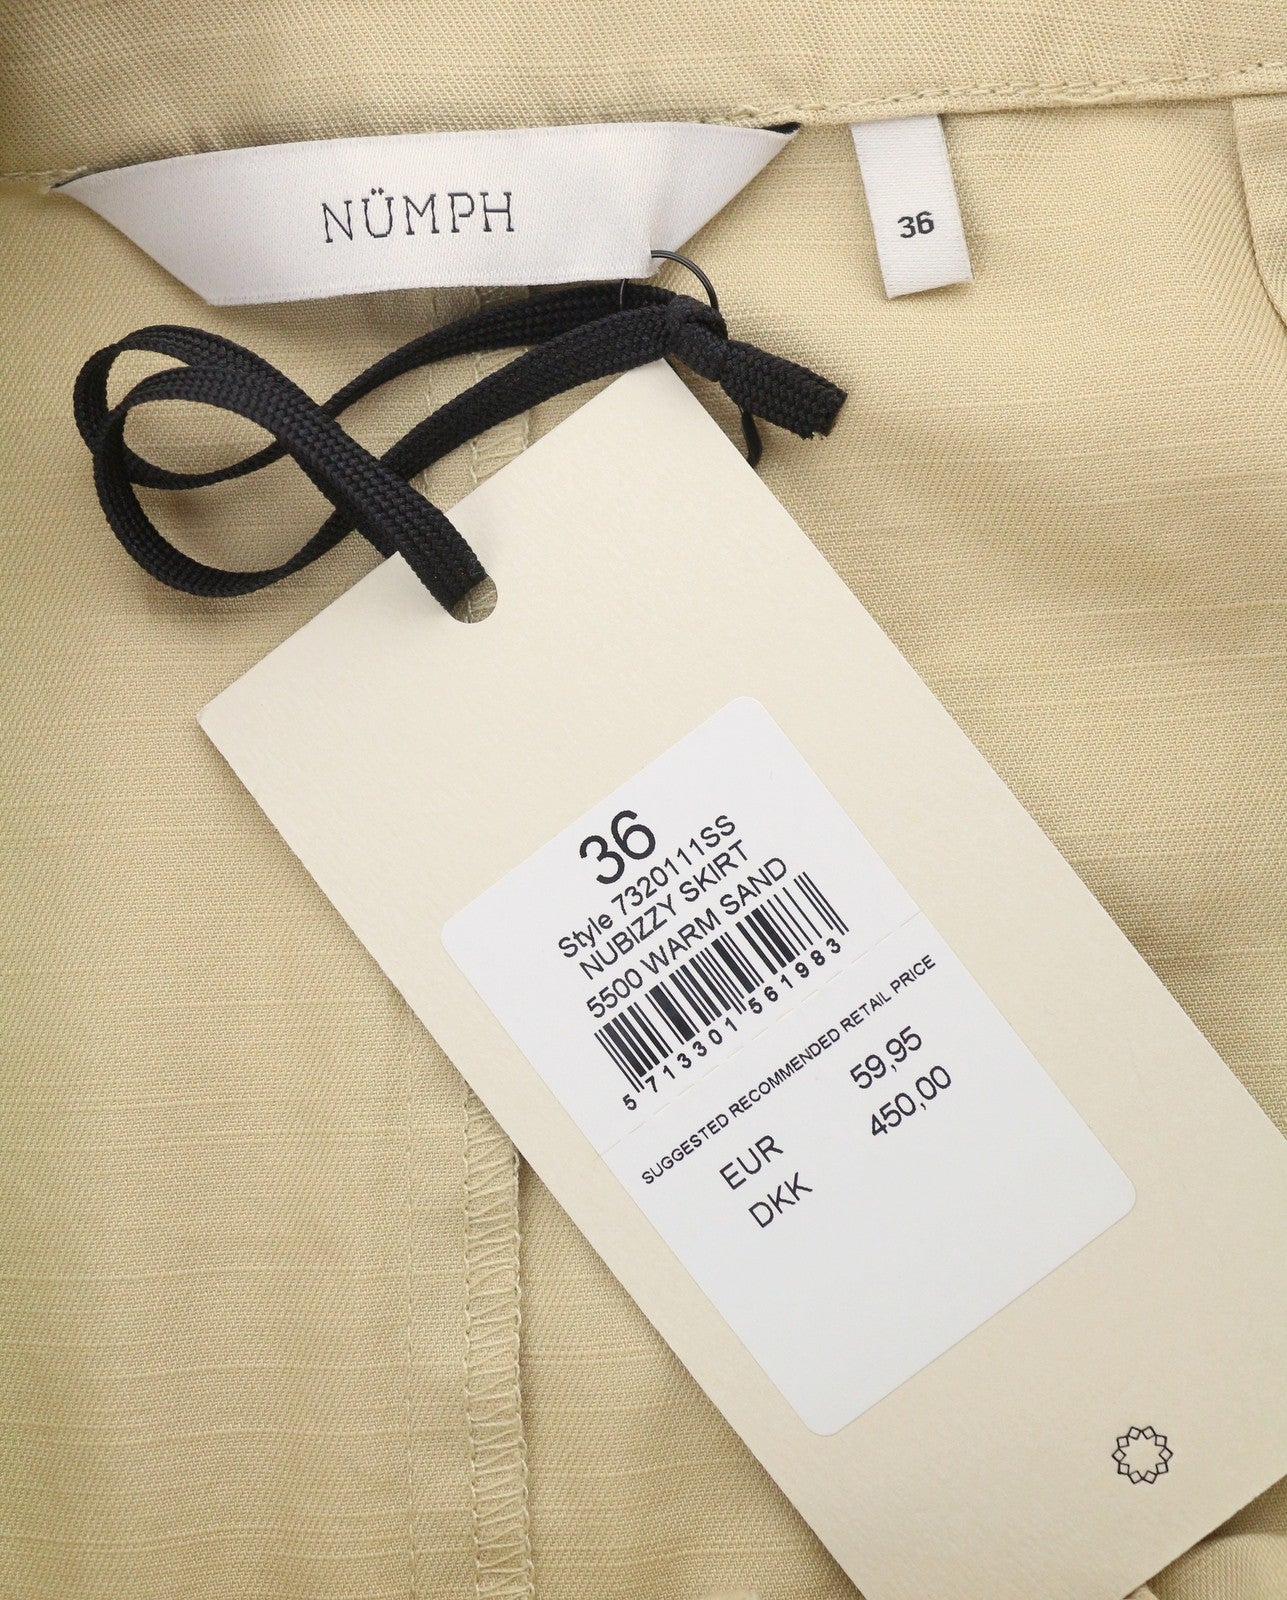 NÜMPH
36
36
Style 7320111SS
NUBIZZY SKIRT
5500 WARM SAND
5 713301 561983
SUGGESTED RECOMMENDED RETAIL PRICE
EUR 59,95
DKK 450,00